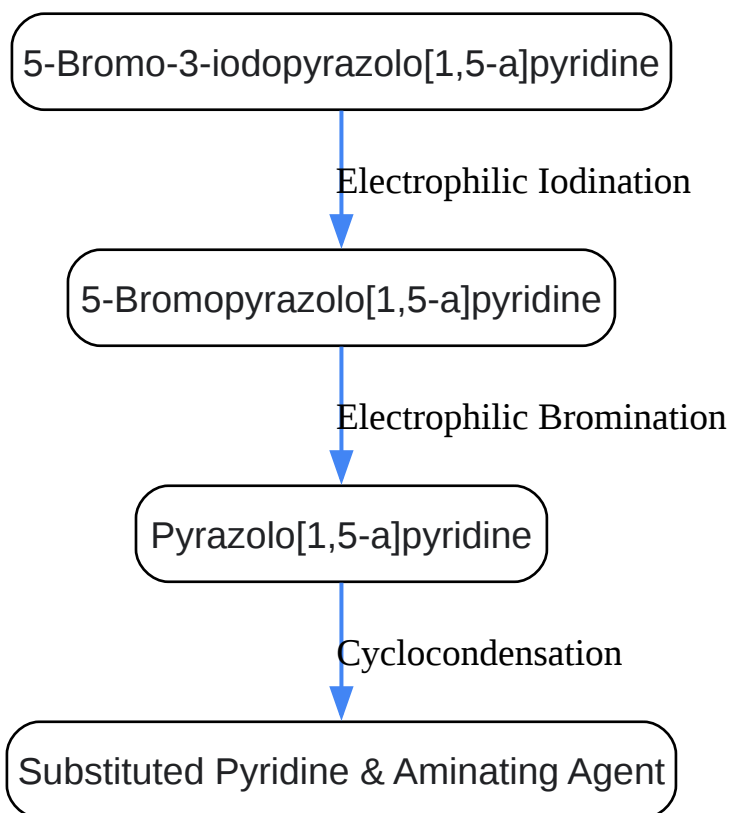 5-Bromo-3-iodopyrazolo[1,5-a]pyridine
Electrophilic Iodination
5-Bromopyrazolo[1,5-a]pyridine
Electrophilic Bromination
Pyrazolo[1,5-a]pyridine
Cyclocondensation
Substituted Pyridine & Aminating Agent